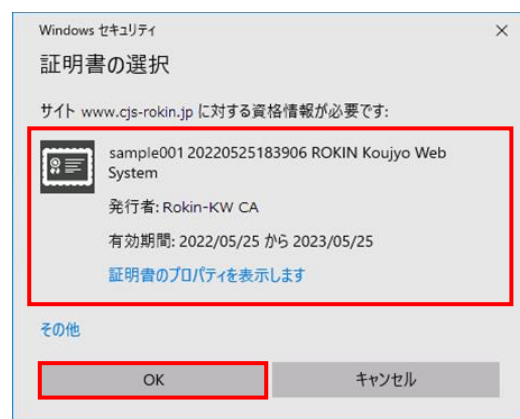 Windows セキュリティ
証明書の選択
サイト www.cjs-rokin.jp に対する資格情報が必要です:
sample001 20220525183906 ROKIN Koujyo Web
System
発行者: Rokin-KW CA
有効期間: 2022/05/25 から 2023/05/25
証明書のプロパティを表示します
その他
OK
キャンセル